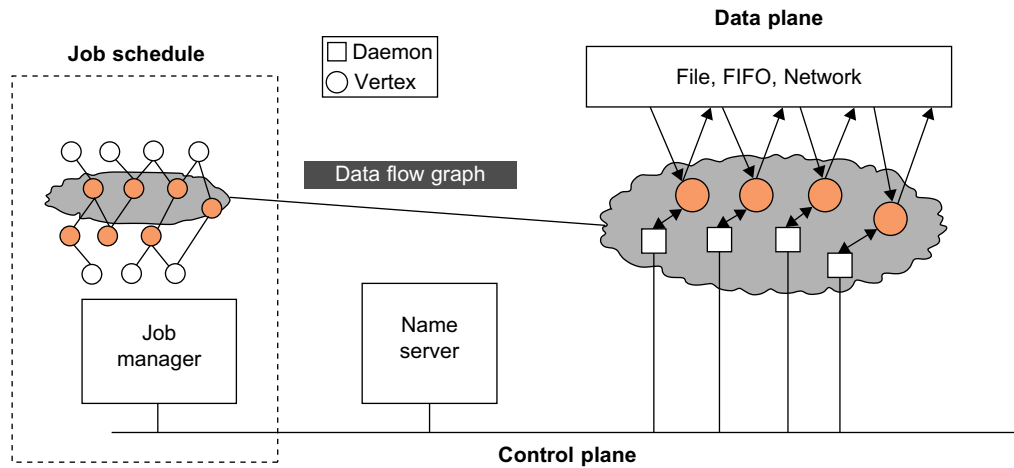 Data plane
Job schedule
Daemon
Vertex
File, FIFO, Network
Data flow graph
Job
manager
Name
server
Control plane